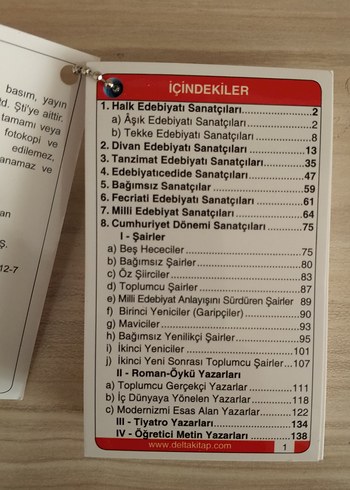 basım, yayın
td. Şti'ye aittir.
tamamı veya
fotokopi ve
edilemez,
anamaz ve
an
Ş.
12-7
İÇİNDEKİLER
1. Halk Edebiyatı Sanatçıları.....................2
a) Âşık Edebiyatı Sanatçıları...................2
b) Tekke Edebiyatı Sanatçıları................8
2. Divan Edebiyatı Sanatçıları ................13
3. Tanzimat Edebiyatı Sanatçıları...........35
4. Edebiyatıcedide Sanatçıları................47
5. Bağımsız Sanatçılar ...........................59
6. Fecriati Edebiyatı Sanatçıları .............61
7. Milli Edebiyat Sanatçıları....................64
8. Cumhuriyet Dönemi Sanatçıları .........75
I - Şairler
a) Beş Hececiler ....................................75
b) Bağımsız Şairler ................................80
c) Öz Şiirciler ........................................83
d) Toplumcu Şairler ...............................87
e) Milli Edebiyat Anlayışını Sürdüren Şairler 89
f) Birinci Yeniciler (Garipçiler).................90
g) Maviciler ............................................93
h) Bağımsız Yenilikçi Şairler ..................95
i) İkinci Yeniciler ..................................101
j) İkinci Yeni Sonrası Toplumcu Şairler...107
II - Roman-Öykü Yazarları
a) Toplumcu Gerçekçi Yazarlar ............111
b) İç Dünyaya Yönelen Yazarlar ...........118
c) Modernizmi Esas Alan Yazarlar........122
III - Tiyatro Yazarları.......................134
IV - Öğretici Metin Yazarları ............138
www.deltakitap.com
1